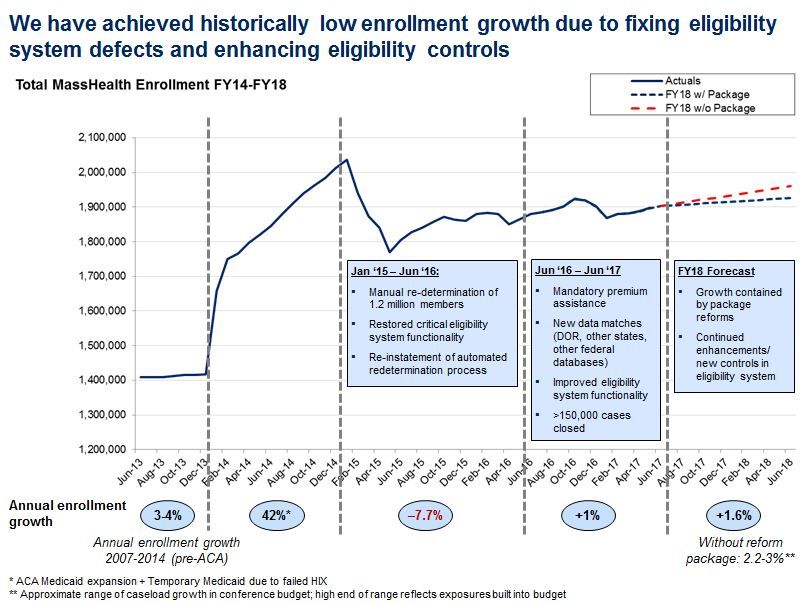 We have achieved historically low enrollment growth due to fixing eligibility
system defects and enhancing eligibility controls
Total MassHealth Enrollment FY14-FY18
Actuals
FY18 w/ Package
FY18 w/o Package
2,100,000
2,000,000
1,900,000
1,800,000
1,700,000
1,600,000
1,500,000
1,400,000
1,300,000
1,200,000
Jan '15 – Jun '16:
▪ Manual re-determination of
1.2 million members
▪ Restored critical eligibility
system functionality
▪ Re-instatement of automated
redetermination process
Jun '16 – Jun '17
▪ Mandatory premium
assistance
▪ New data matches
(DOR, other states,
other federal
databases)
▪ Improved eligibility
system functionality
▪ >150,000 cases
closed
FY18 Forecast
▪ Growth contained
by package
reforms
▪ Continued
enhancements/
new controls in
eligibility system
Jun-13
Aug-13
Oct-13
Dec-13
Feb-14
Apr-14
Jun-14
Aug-14
Oct-14
Dec-14
Feb-15
Apr-15
Jun-15
Aug-15
Oct-15
Dec-15
Feb-16
Apr-16
Jun-16
Aug-16
Oct-16
Dec-16
Feb-17
Apr-17
Jun-17
Aug-17
Oct-17
Dec-17
Feb-18
Apr-18
Jun-18
Annual enrollment
growth
3-4%
42%*
–7.7%
+1%
+1.6%
Annual enrollment growth
2007-2014 (pre-ACA)
Without reform
package: 2.2-3%**
* ACA Medicaid expansion + Temporary Medicaid due to failed HIX
** Approximate range of caseload growth in conference budget; high end of range reflects exposures built into budget